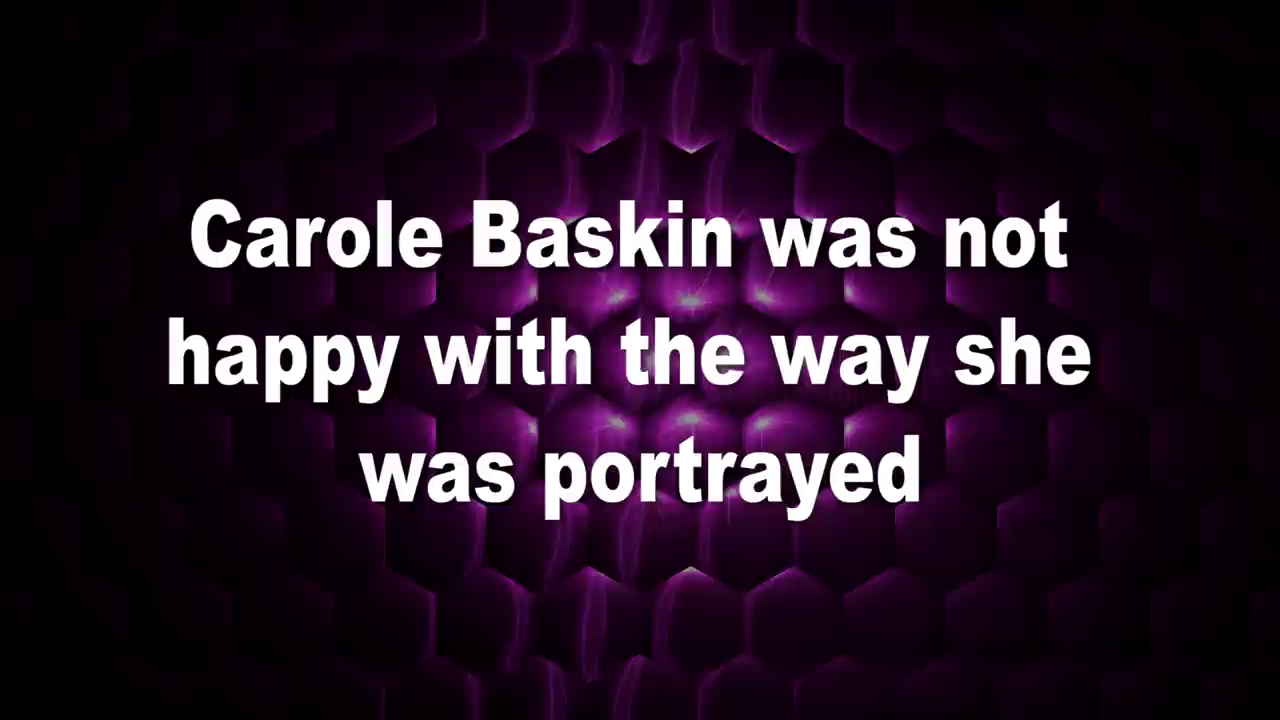 Carole Baskin was not
happy with the way she
was portrayed